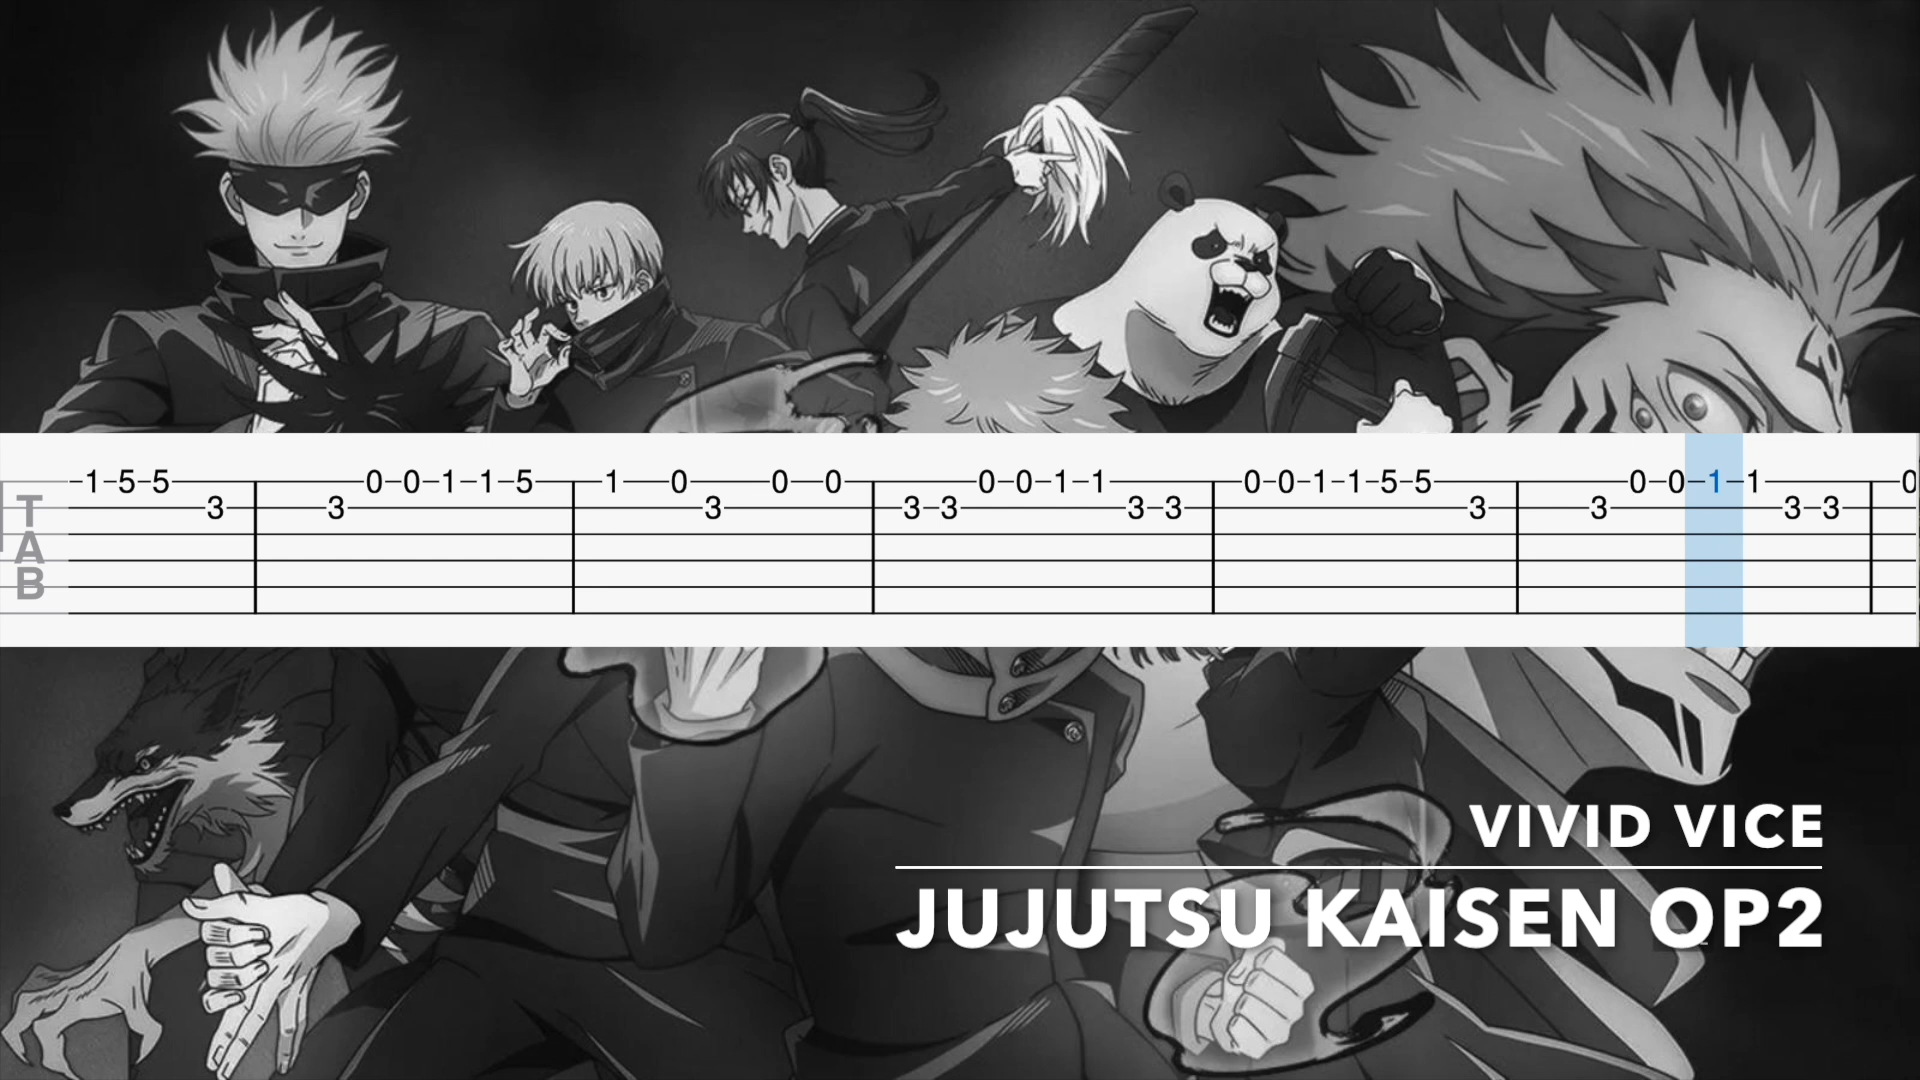 -1-5-5 0-0-1-1-5 1 0 0 0 0-0-1-1 0-0-1-1-5-5 0-0-1-1 0
3 3 3 3-3 3-3 3 3 3-3
T
A
B
VIVID VICE
JUJUTSU KAISEN OP2